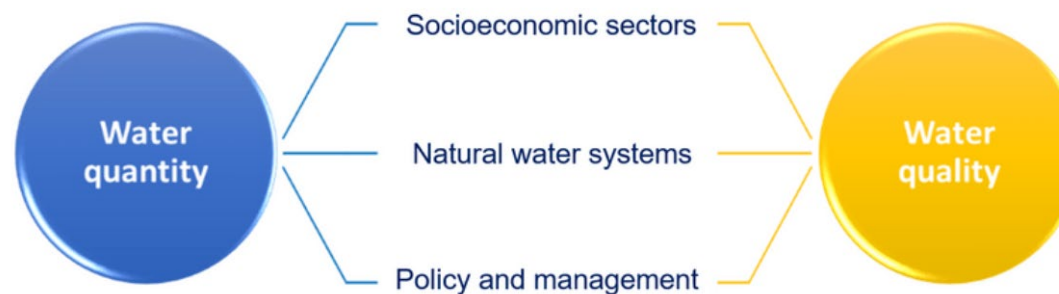 Socioeconomic sectors
Water
quantity
Natural water systems
Water
quality
Policy and management